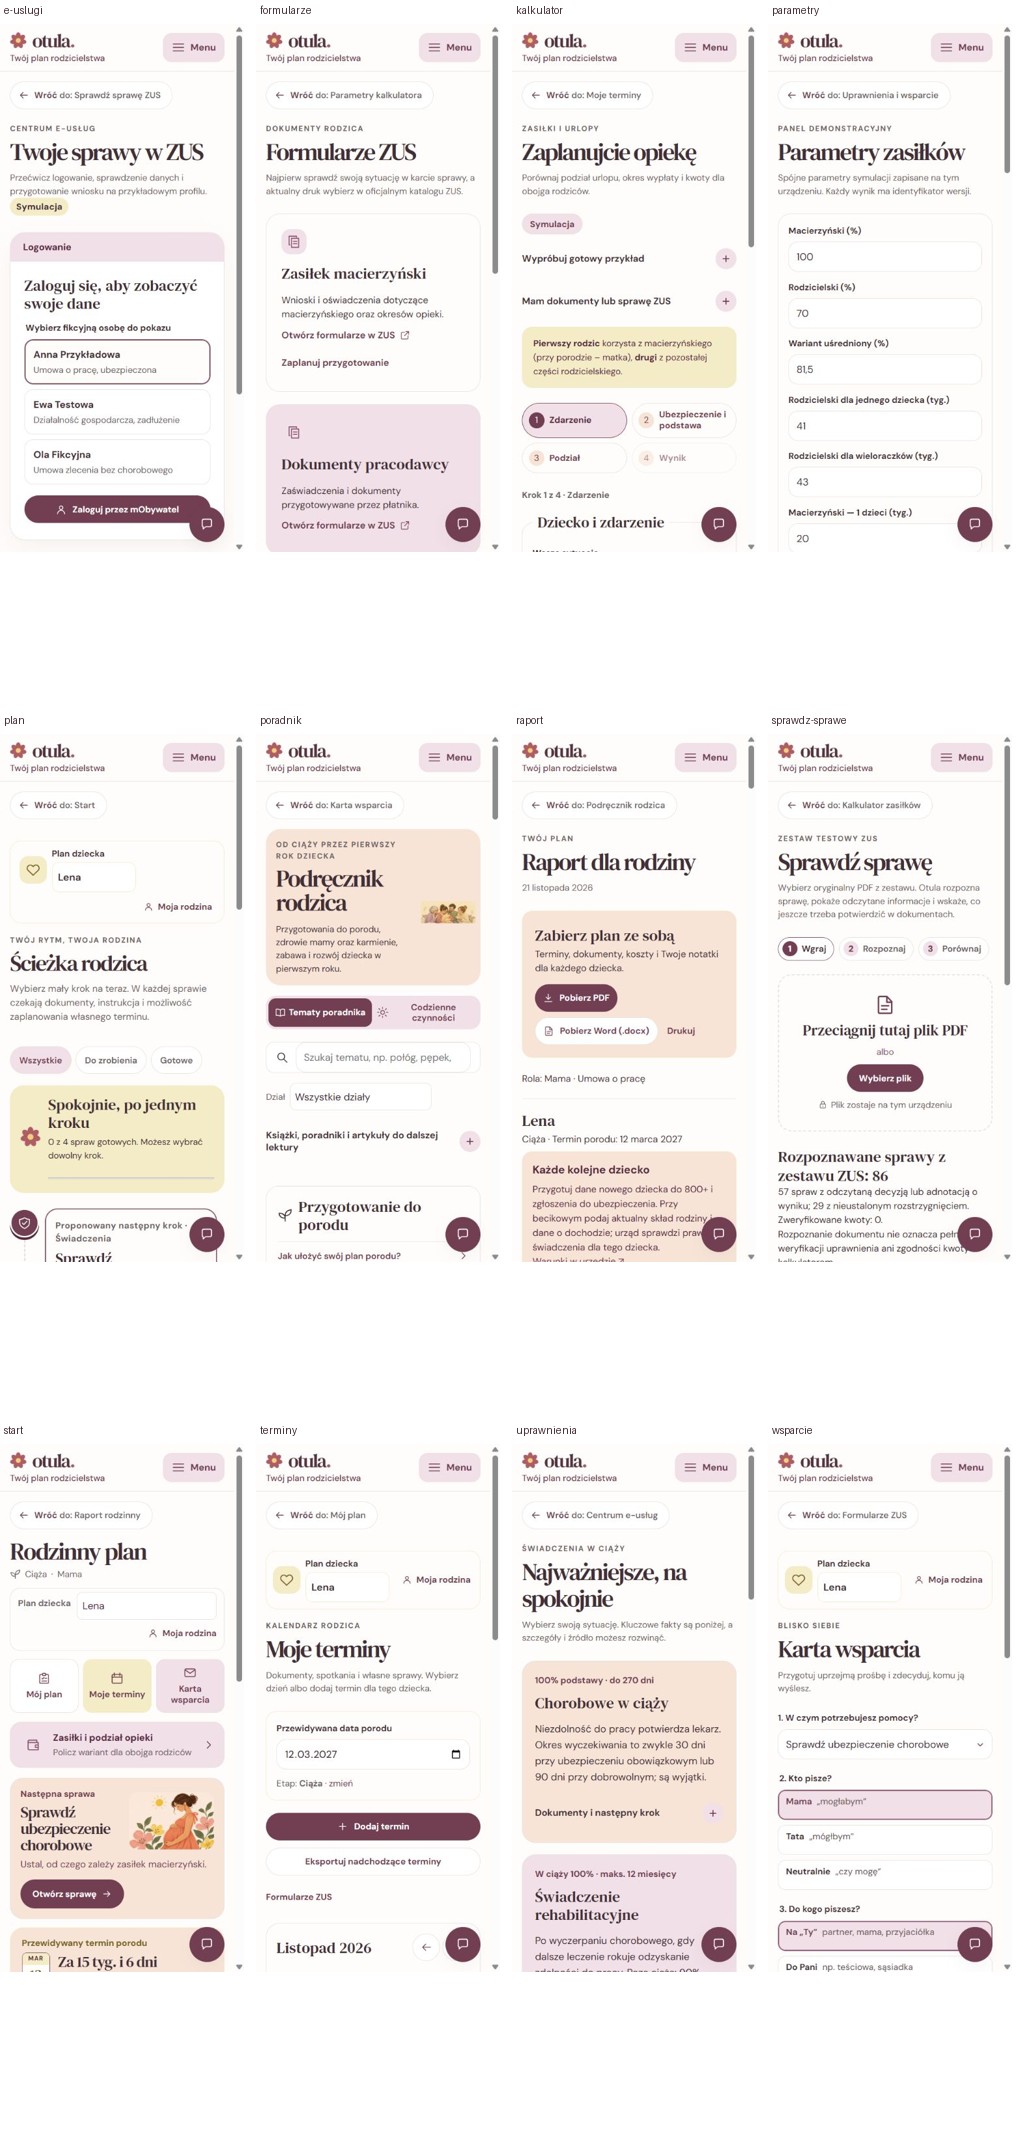 e-uslugi
otula.
Twój plan rodzicielstwa
Menu
Wróć do: Sprawdź sprawę ZUS
CENTRUM E-USŁUG
Twoje sprawy w ZUS
Przećwicz logowanie, sprawdzenie danych i
przygotowanie wniosku na przykładowym profilu.
Symulacja
Logowanie
Zaloguj się, aby zobaczyć
swoje dane
Wybierz fikcyjną osobę do pokazu
Anna Przykładowa
Umowa o pracę, ubezpieczona
Ewa Testowa
Działalność gospodarcza, zadłużenie
Ola Fikcyjna
Umowa zlecenia bez chorobowego
Zaloguj przez mObywatel
formularze
otula.
Twój plan rodzicielstwa
Menu
Wróć do: Parametry kalkulatora
DOKUMENTY RODZICA
Formularze ZUS
Najpierw sprawdź swoją sytuację w karcie sprawy, a
aktualny druk wybierz w oficjalnym katalogu ZUS.
Zasiłek macierzyński
Wnioski i oświadczenia dotyczące
macierzyńskiego oraz okresów opieki.
Otwórz formularze w ZUS
Zaplanuj przygotowanie
Dokumenty pracodawcy
Zaświadczenia i dokumenty
przygotowywane przez płatnika.
Otwórz formularze w ZUS
kalkulator
otula.
Twój plan rodzicielstwa
Menu
Wróć do: Moje terminy
ZASIŁKI I URLOPY
Zaplanujcie opiekę
Porównaj podział urlopu, okres wypłaty i kwoty dla
obojga rodziców.
Symulacja
Wypróbuj gotowy przykład
Mam dokumenty lub sprawę ZUS
Pierwszy rodzic korzysta z macierzyńskiego
(przy porodzie – matka), drugi z pozostałej
części rodzicielskiego.
1 Zdarzenie
2 Ubezpieczenie i
podstawa
3 Podział
4 Wynik
Krok 1 z 4 · Zdarzenie
Dziecko i zdarzenie
parametry
otula.
Twój plan rodzicielstwa
Menu
Wróć do: Uprawnienia i wsparcie
PANEL DEMONSTRACYJNY
Parametry zasiłków
Spójne parametry symulacji zapisane na tym
urządzeniu. Każdy wynik ma identyfikator wersji.
Macierzyński (%)
100
Rodzicielski (%)
70
Wariant uśredniony (%)
81,5
Rodzicielski dla jednego dziecka (tyg.)
41
Rodzicielski dla wieloraczków (tyg.)
43
Macierzyński — 1 dzieci (tyg.)
20
plan
otula.
Twój plan rodzicielstwa
Menu
Wróć do: Start
Plan dziecka
Lena
Moja rodzina
TWÓJ RYTM, TWOJA RODZINA
Ścieżka rodzica
Wybierz mały krok na teraz. W każdej sprawie
czekają dokumenty, instrukcja i możliwość
zaplanowania własnego terminu.
Wszystkie
Do zrobienia
Gotowe
Spokojnie, po jednym
kroku
0 z 4 spraw gotowych. Możesz wybrać
dowolny krok.
Proponowany następny krok ·
Świadczenia
Sprawdź
poradnik
otula.
Twój plan rodzicielstwa
Menu
Wróć do: Karta wsparcia
OD CIĄŻY PRZEZ PIERWSZY
ROK DZIECKA
Podręcznik
rodzica
Przygotowania do porodu,
zdrowie mamy oraz karmienie,
zabawa i rozwój dziecka w
pierwszym roku.
Tematy poradnika
Codzienne
czynności
Szukaj tematu, np. połóg, pępek,
Dział
Wszystkie działy
Książki, poradniki i artykuły do dalszej
lektury
Przygotowanie do
porodu
Jak ułożyć swój plan porodu?
raport
otula.
Twój plan rodzicielstwa
Menu
Wróć do: Podręcznik rodzica
TWÓJ PLAN
Raport dla rodziny
21 listopada 2026
Zabierz plan ze sobą
Terminy, dokumenty, koszty i Twoje notatki
dla każdego dziecka.
Pobierz PDF
Pobierz Word (.docx)
Drukuj
Rola: Mama · Umowa o pracę
Lena
Ciąża · Termin porodu: 12 marca 2027
Każde kolejne dziecko
Przygotuj dane nowego dziecka do 800+ i
zgłoszenia do ubezpieczenia. Przy
becikowym podaj aktualny skład rodziny i
dane o dochodzie; urząd sprawdzi
świadczenia dla tego dziecka.
Warunki w urzędzie
sprawdz-sprawe
otula.
Twój plan rodzicielstwa
Menu
Wróć do: Kalkulator zasiłków
ZESTAW TESTOWY ZUS
Sprawdź sprawę
Wybierz oryginalny PDF z zestawu. Otula rozpozna
sprawę, pokaże odczytane informacje i wskaże, co
jeszcze trzeba potwierdzić w dokumentach.
1 Wgraj
2 Rozpoznaj
3 Porównaj
Przeciągnij tutaj plik PDF
albo
Wybierz plik
Plik zostaje na tym urządzeniu
Rozpoznawane sprawy z
zestawu ZUS: 86
57 spraw z odczytaną decyzją lub adnotacją o
wyniku; 29 z nieustalonym rozstrzygnięciem.
Zweryfikowane kwoty: 0.
Rozpoznanie dokumentu nie oznacza
weryfikacji uprawnienia ani zgodności kwoty
start
otula.
Twój plan rodzicielstwa
Menu
Wróć do: Raport rodzinny
Rodzinny plan
Ciąża · Mama
Plan dziecka
Lena
Moja rodzina
Mój plan
Moje terminy
Karta
wsparcia
Zasiłki i podział opieki
Policz wariant dla obojga rodziców
Następna sprawa
Sprawdź
ubezpieczenie
chorobowe
Ustal, od czego zależy zasiłek macierzyński.
Otwórz sprawę
Przewidywany termin porodu
MAR
Za 15 tyg. i 6 dni
terminy
otula.
Twój plan rodzicielstwa
Menu
Wróć do: Mój plan
Plan dziecka
Lena
Moja rodzina
KALENDARZ RODZICA
Moje terminy
Dokumenty, spotkania i własne sprawy. Wybierz
dzień albo dodaj termin dla tego dziecka.
Przewidywana data porodu
12.03.2027
Etap: Ciąża · zmień
Dodaj termin
Eksportuj nadchodzące terminy
Formularze ZUS
Listopad 2026
uprawnienia
otula.
Twój plan rodzicielstwa
Menu
Wróć do: Centrum e-usług
ŚWIADCZENIA W CIĄŻY
Najważniejsze, na
spokojnie
Wybierz swoją sytuację. Kluczowe fakty są poniżej, a
szczegóły i źródło możesz rozwinąć.
100% podstawy · do 270 dni
Chorobowe w ciąży
Niezdolność do pracy potwierdza lekarz.
Okres wyczekiwania to zwykle 30 dni
przy ubezpieczeniu obowiązkowym lub
90 dni przy dobrowolnym; są wyjątki.
Dokumenty i następny krok
W ciąży 100% · maks. 12 miesięcy
Świadczenie
rehabilitacyjne
Po wyczerpaniu chorobowego, gdy
dalsze leczenie rokuje odzyskanie
wsparcie
otula.
Twój plan rodzicielstwa
Menu
Wróć do: Formularze ZUS
Plan dziecka
Lena
Moja rodzina
BLISKO SIEBIE
Karta wsparcia
Przygotuj uprzejmą prośbę i zdecyduj, komu ją
wyślesz.
1. W czym potrzebujesz pomocy?
Sprawdź ubezpieczenie chorobowe
2. Kto pisze?
Mama „mogłabym”
Tata „mógłbym”
Neutralnie „czy mogę”
3. Do kogo piszesz?
Na „Ty” partner, mama, przyjaciółka
Do Pani np. teściowa, sąsiadka